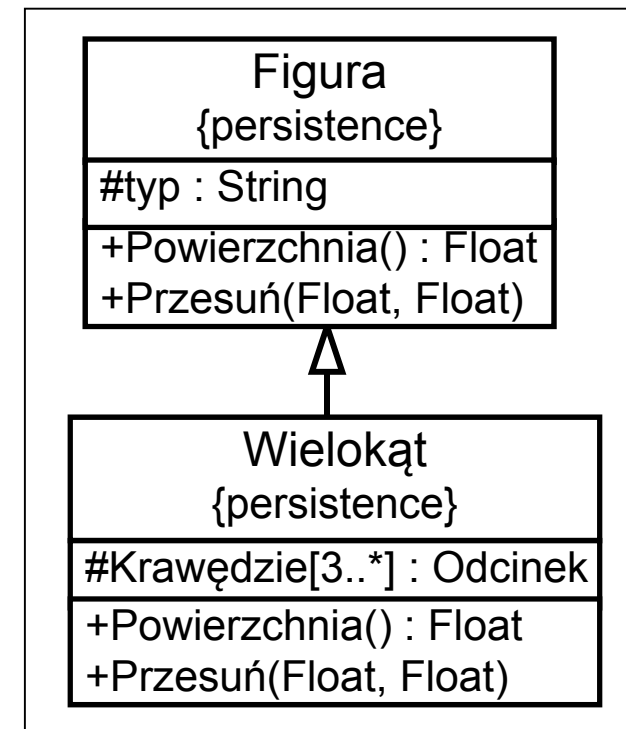 Figura
{persistence}
#typ : String
+Powierzchnia() : Float
+Przesuń(Float, Float)
Wielokąt
{persistence}
#Krawędzie[3..*] : Odcinek
+Powierzchnia() : Float
+Przesuń(Float, Float)